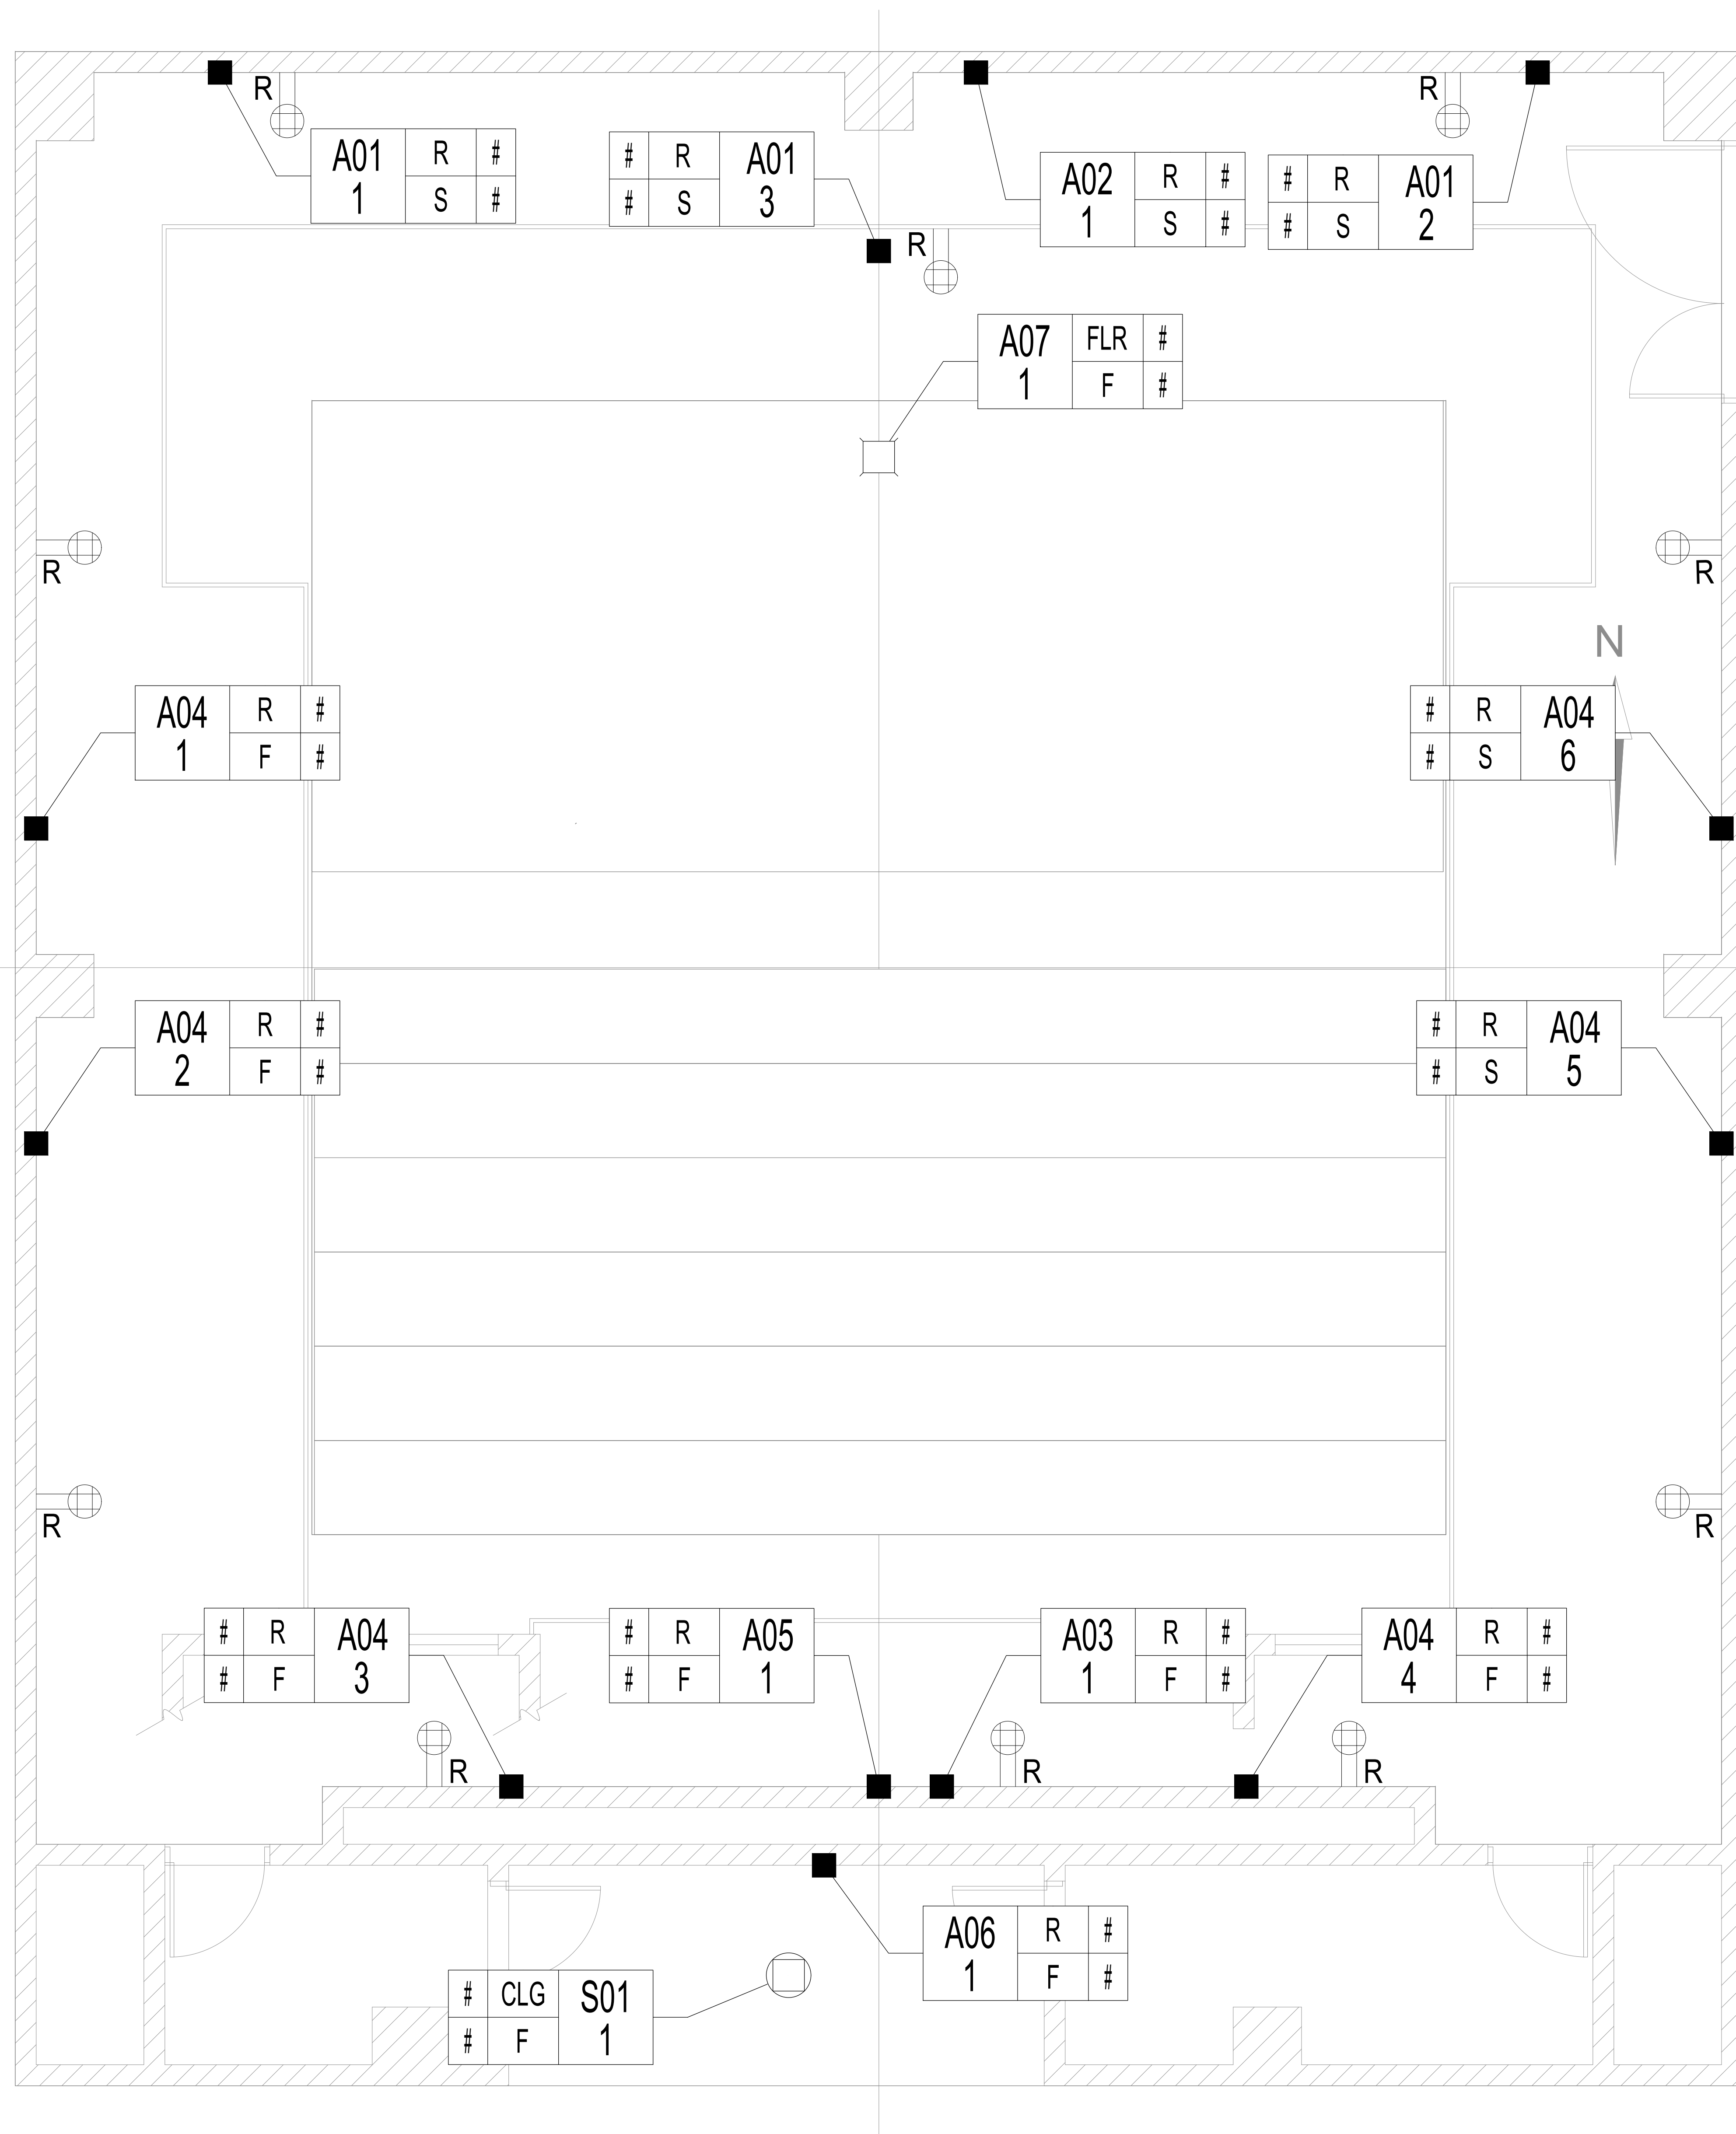 R
R
A01 R #
1 S #
# R A01
# S 3
A02 R #
1 S #
# R A01
# S 2
R
A07 FLR #
1 F #
R
R
N
A04 R #
1 F #
# R A04
# S 6
A04 R #
2 F #
# R A04
# S 5
R
R
# R A04
# F 3
# R A05
# F 1
A03 R #
1 F #
A04 R #
4 F #
R
R
R
A06 R #
1 F #
# CLG S01
# F 1